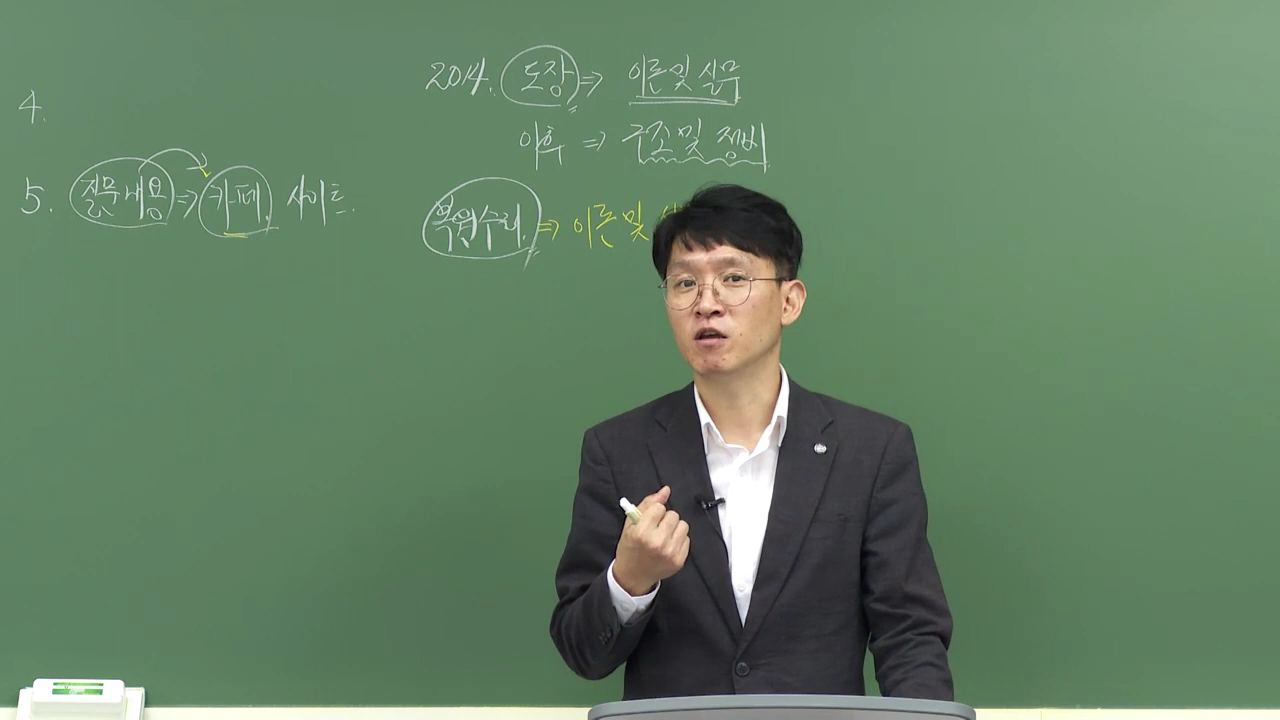 4.
5. 질문내용 ⇒ 카페, 사이트.
2014. 도장 ⇒ 이론 및 실무
이후 ⇒ 구조 및 정비
복원수리. ⇒ 이론 및